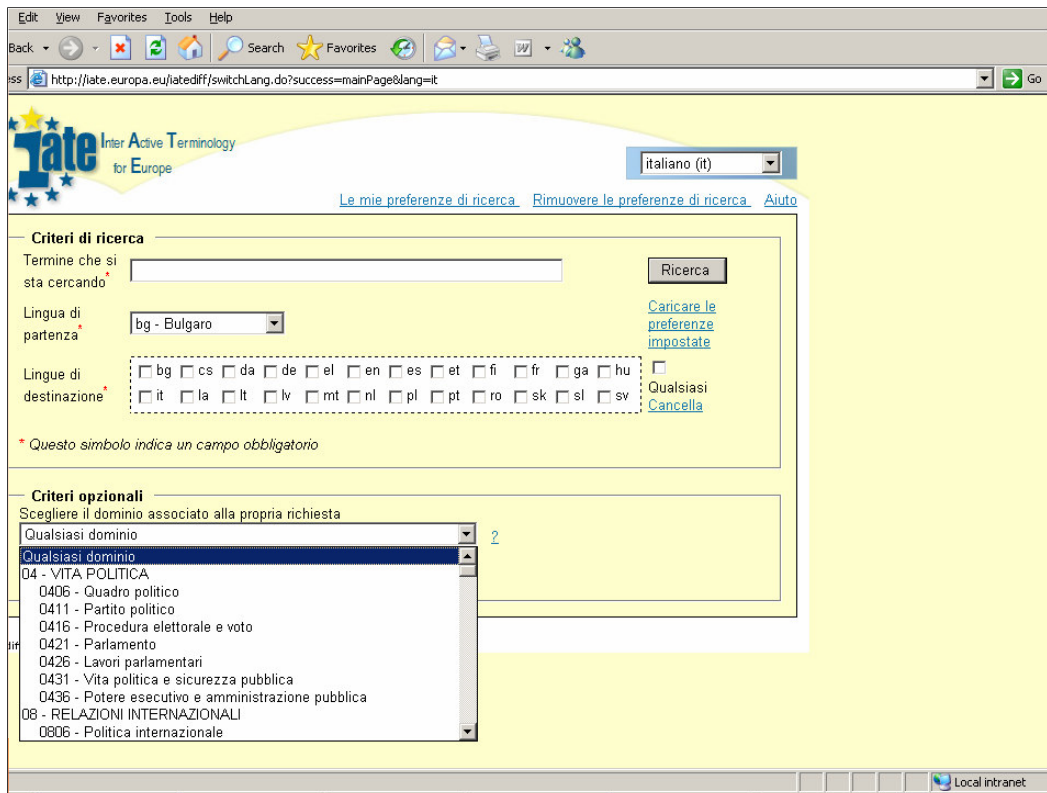 Edit View Favorites Tools Help
Back Search Favorites
ss http://iate.europa.eu/iatediff/switchLang.do?success=mainPage&lang=it Go
iate Inter Active Terminology
for Europe
italiano (it)
Le mie preferenze di ricerca Rimuovere le preferenze di ricerca Aiuto
Criteri di ricerca
Termine che si
sta cercando*
Ricerca
Lingua di
partenza*
bg - Bulgaro
Caricare le
preferenze
impostate
Lingue di
destinazione*
bg cs da de el en es et fi fr ga hu
it la lt lv mt nl pl pt ro sk sl sv
Qualsiasi
Cancella
* Questo simbolo indica un campo obbligatorio
Criteri opzionali
Scegliere il dominio associato alla propria richiesta
Qualsiasi dominio ?
Qualsiasi dominio
04 - VITA POLITICA
0406 - Quadro politico
0411 - Partito politico
0416 - Procedura elettorale e voto
0421 - Parlamento
0426 - Lavori parlamentari
0431 - Vita politica e sicurezza pubblica
0436 - Potere esecutivo e amministrazione pubblica
08 - RELAZIONI INTERNAZIONALI
0806 - Politica internazionale
Local intranet